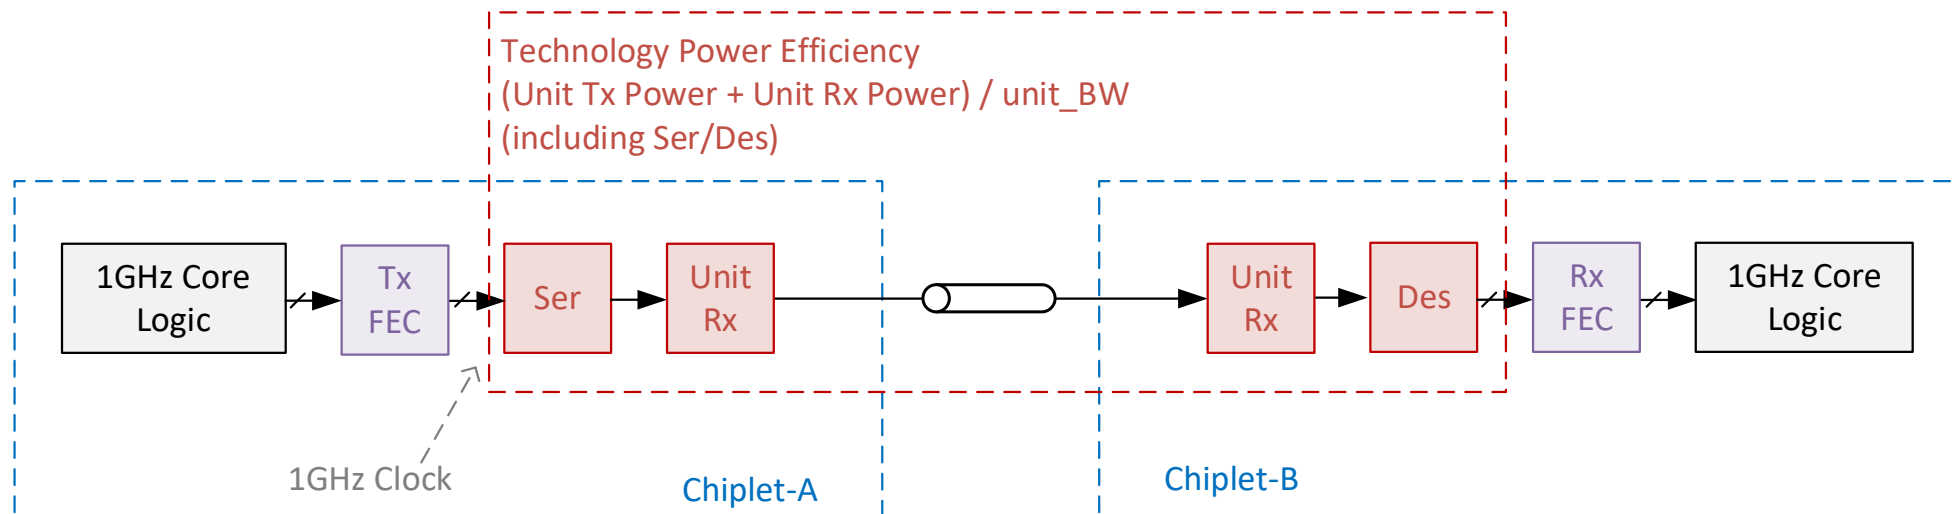 Technology Power Efficiency
(Unit Tx Power + Unit Rx Power) / unit_BW
(including Ser/Des)
1GHz Core
Logic
Tx
FEC
Ser
Unit
Rx
Unit
Rx
Des
Rx
FEC
1GHz Core
Logic
1GHz Clock
Chiplet-A
Chiplet-B